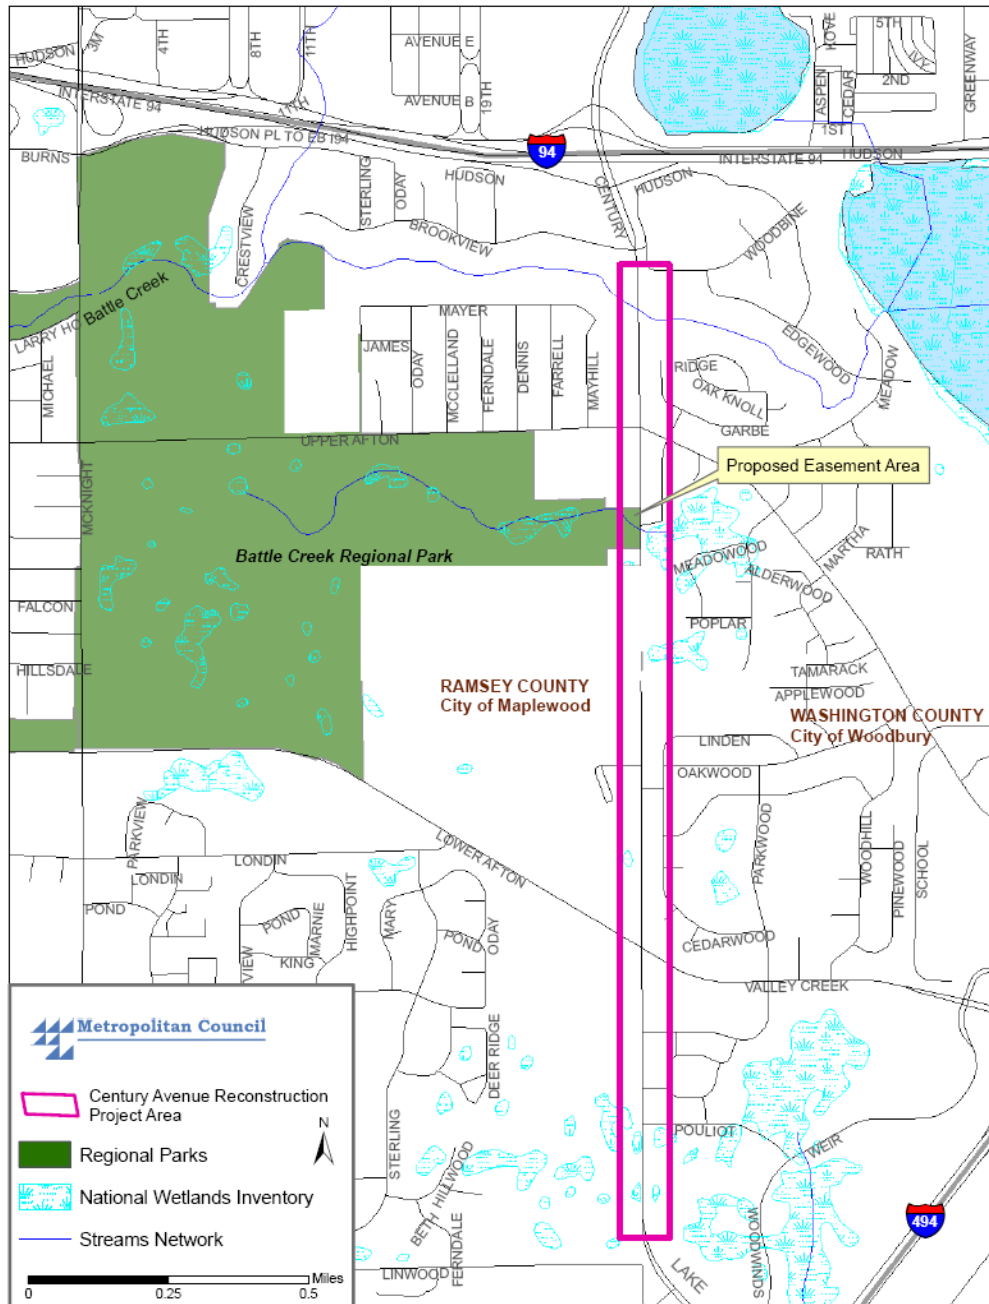 HUDSON
3M
4TH
8TH
11TH
AVENUE E
AVENUE B
19TH
KOVE
5TH
IVY
2ND
ASPEN
CEDAR
1ST
GREENWAY
INTERSTATE 94
11TH
HUDSON PL TO EB I94
94
INTERSTATE 94
HUDSON
BURNS
CRESTVIEW
STERLING
ODAY
HUDSON
BROOKVIEW
CENTURY
HUDSON
WOODBINE
LARRY HO
Battle Creek
MICHAEL
MAYER
JAMES
ODAY
MCCLELLAND
FERNDALE
DENNIS
FARRELL
MAYHILL
RIDGE
OAK KNOLL
GARBE
EDGEWOOD
MEADOW
UPPER AFTON
MCKNIGHT
Proposed Easement Area
Battle Creek Regional Park
MEADOWOOD
ALDERWOOD
MARTHA
RATH
FALCON
POPLAR
HILLSDALE
TAMARACK
APPLEWOOD
RAMSEY COUNTY
City of Maplewood
WASHINGTON COUNTY
City of Woodbury
LINDEN
OAKWOOD
PARKVIEW
LOWER AFTON
PARKWOOD
WOODHILL
PINEWOOD
SCHOOL
LONDIN
LONDIN
POND
POND
MARNIE
HIGHPOINT
MARY
POND
ODAY
KING
VIEW
CEDARWOOD
VALLEY CREEK
DEER RIDGE
STERLING
BETH
HILLWOOD
FERNDALE
LINWOOD
POULIOT
WEIR
WOODWINDS
LAKE
494
Metropolitan Council
Century Avenue Reconstruction
Project Area
N
Regional Parks
National Wetlands Inventory
Streams Network
Miles
0 0.25 0.5